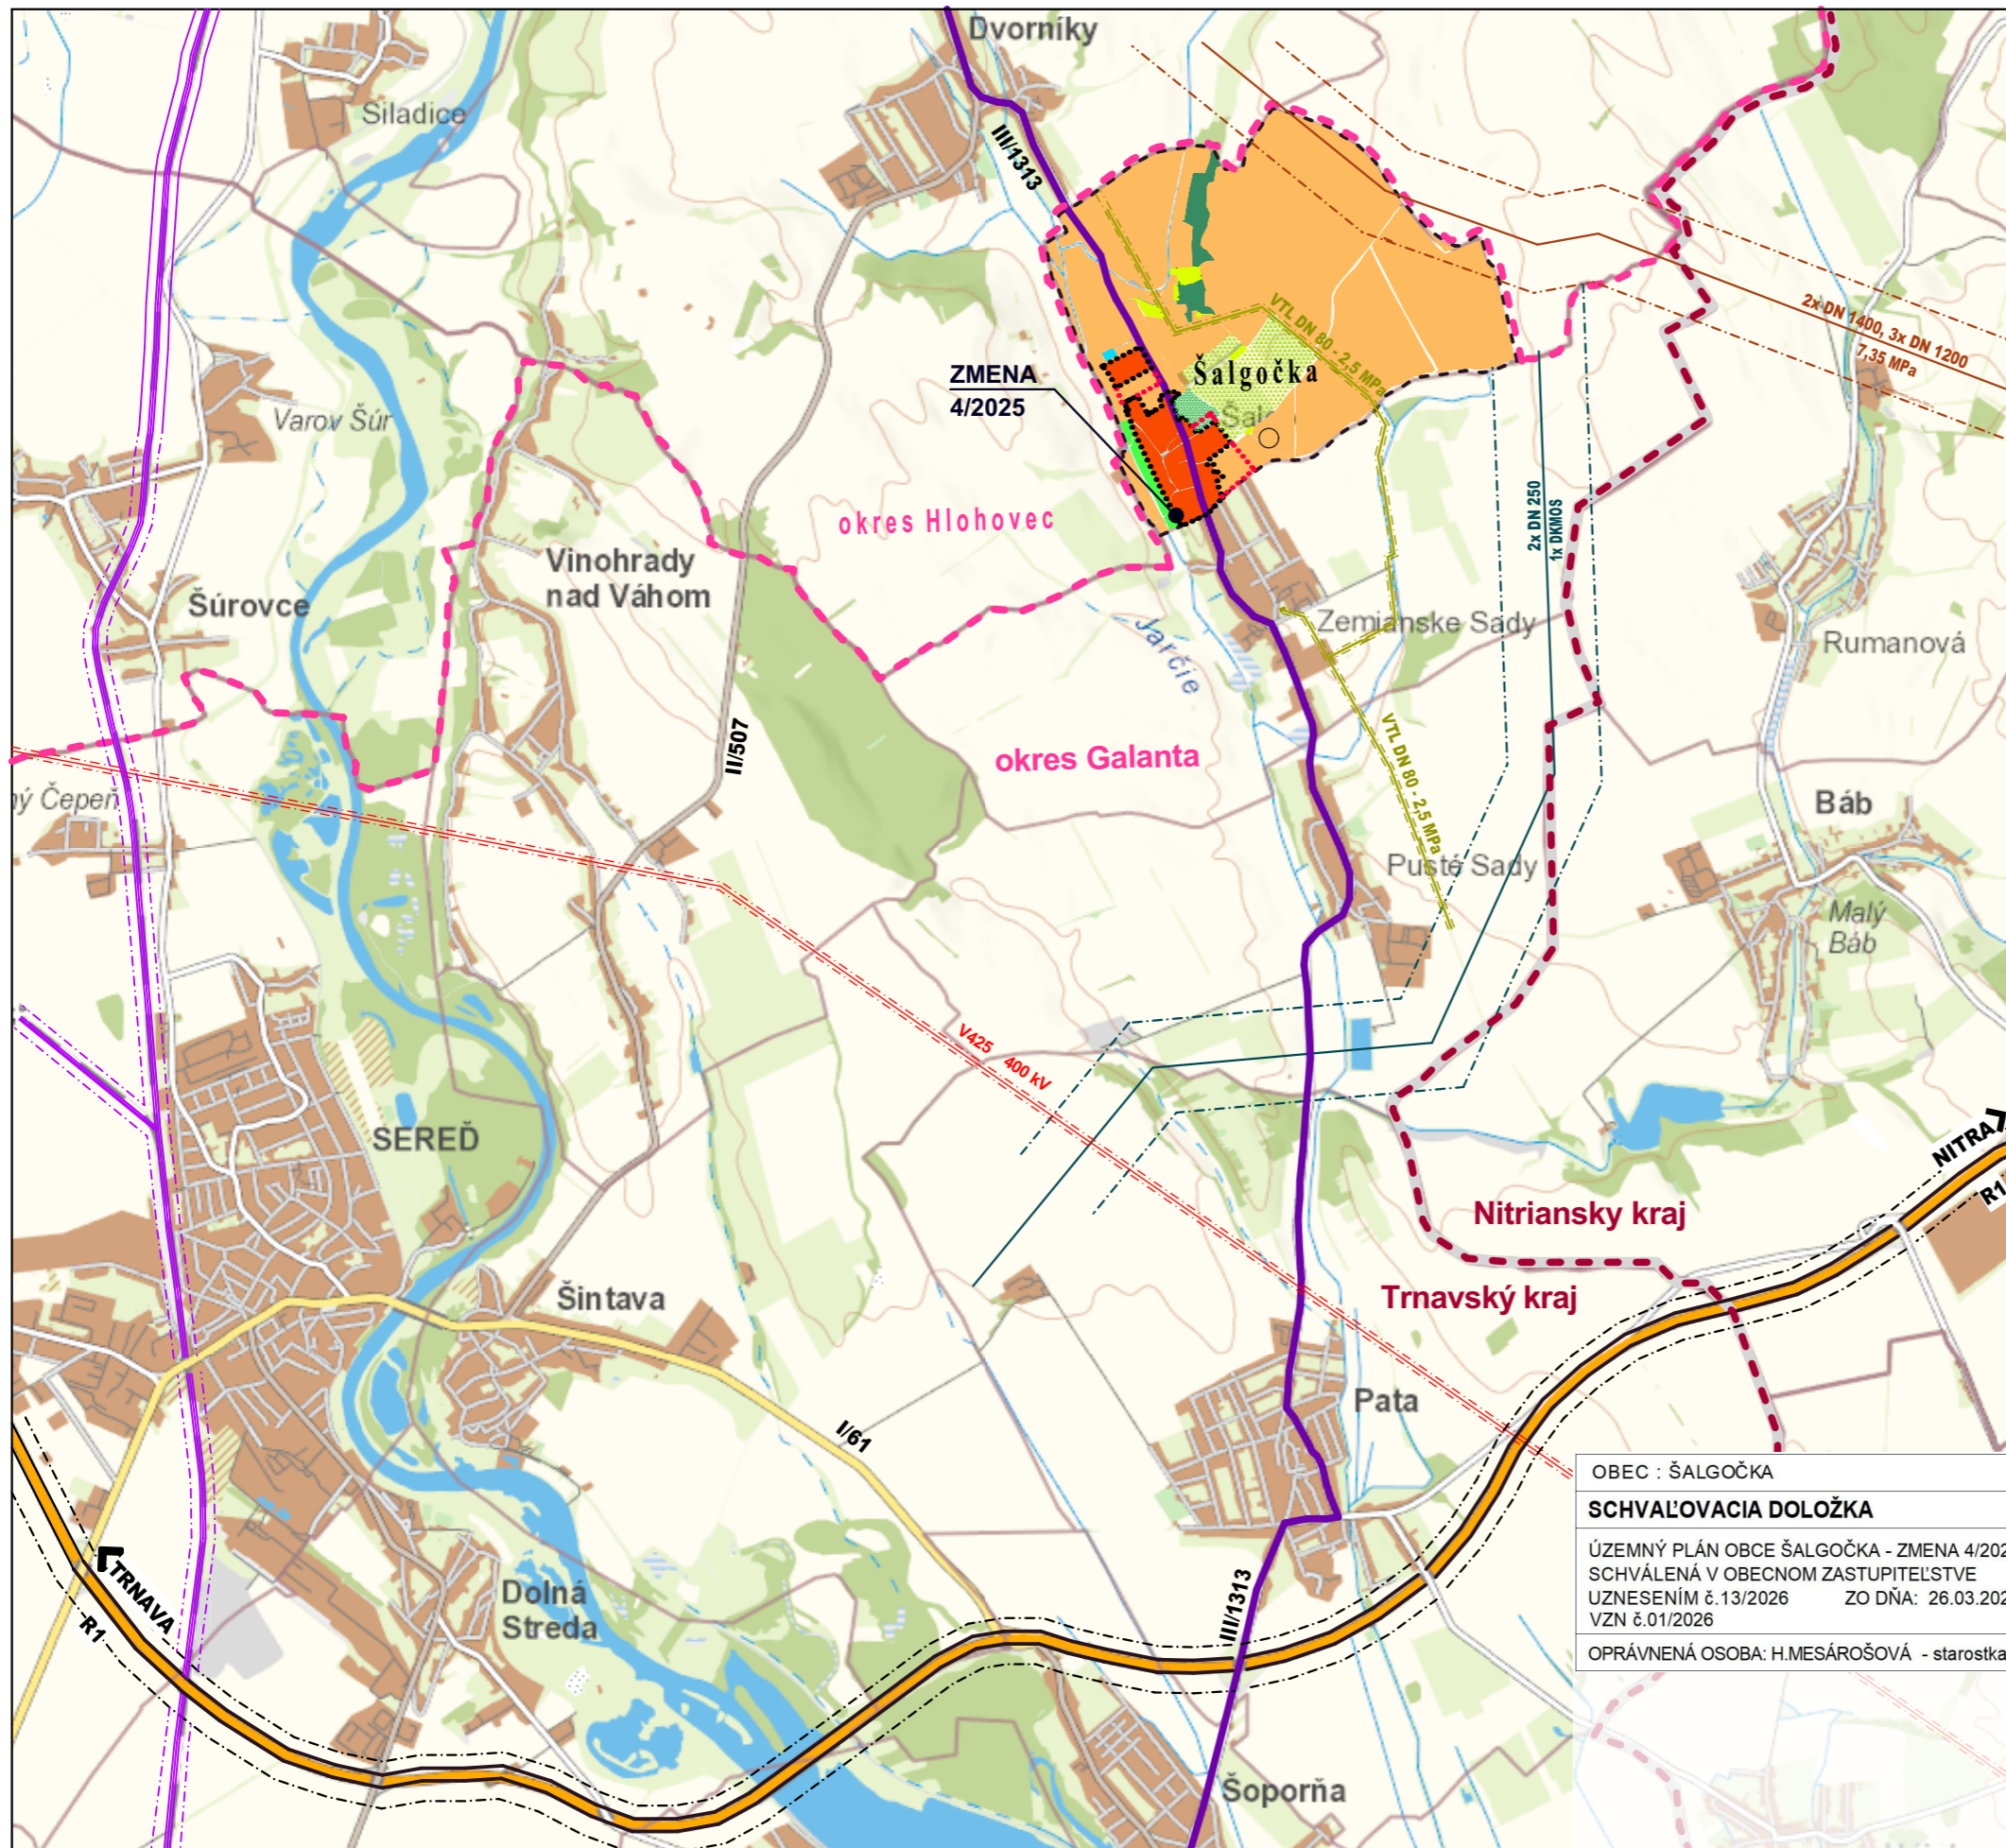 Dvorníky
Siladice
III/1313
2x DN 1400, 3x DN 1200
7,35 MPa
VTL DN 80 - 2,5 MPa
Šalgočka
ZMENA
4/2025
Varov Šúr
okres Hlohovec
2x DN 250
1x DKMOS
Vinohrady
nad Váhom
Šúrovce
Jarčie
Zemianske Sady
Rumanová
II/507
okres Galanta
VTL DN 80 - 2,5 MPa
ný Čepeň
Báb
Pusté Sady
Malý
Báb
V425 400 kV
SEREĎ
NITRA
R1
Nitriansky kraj
Trnavský kraj
Šintava
Pata
I/61
OBEC : ŠALGOČKA
SCHVAĽOVACIA DOLOŽKA
ÚZEMNÝ PLÁN OBCE ŠALGOČKA - ZMENA 4/202
SCHVÁLENÁ V OBECNOM ZASTUPITEĽSTVE
UZNESENÍM č.13/2026 ZO DŇA: 26.03.202
VZN č.01/2026
OPRÁVNENÁ OSOBA: H.MESÁROŠOVÁ - starostka
TRNAVA
R1
Dolná
Streda
III/1313
Šoporňa